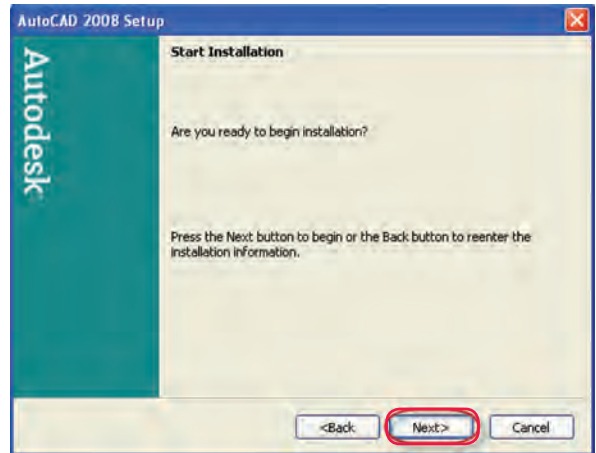 AutoCAD 2008 Setup
Autodesk
Start Installation
Are you ready to begin installation?
Press the Next button to begin or the Back button to reenter the
installation information.
<Back
Next>
Cancel